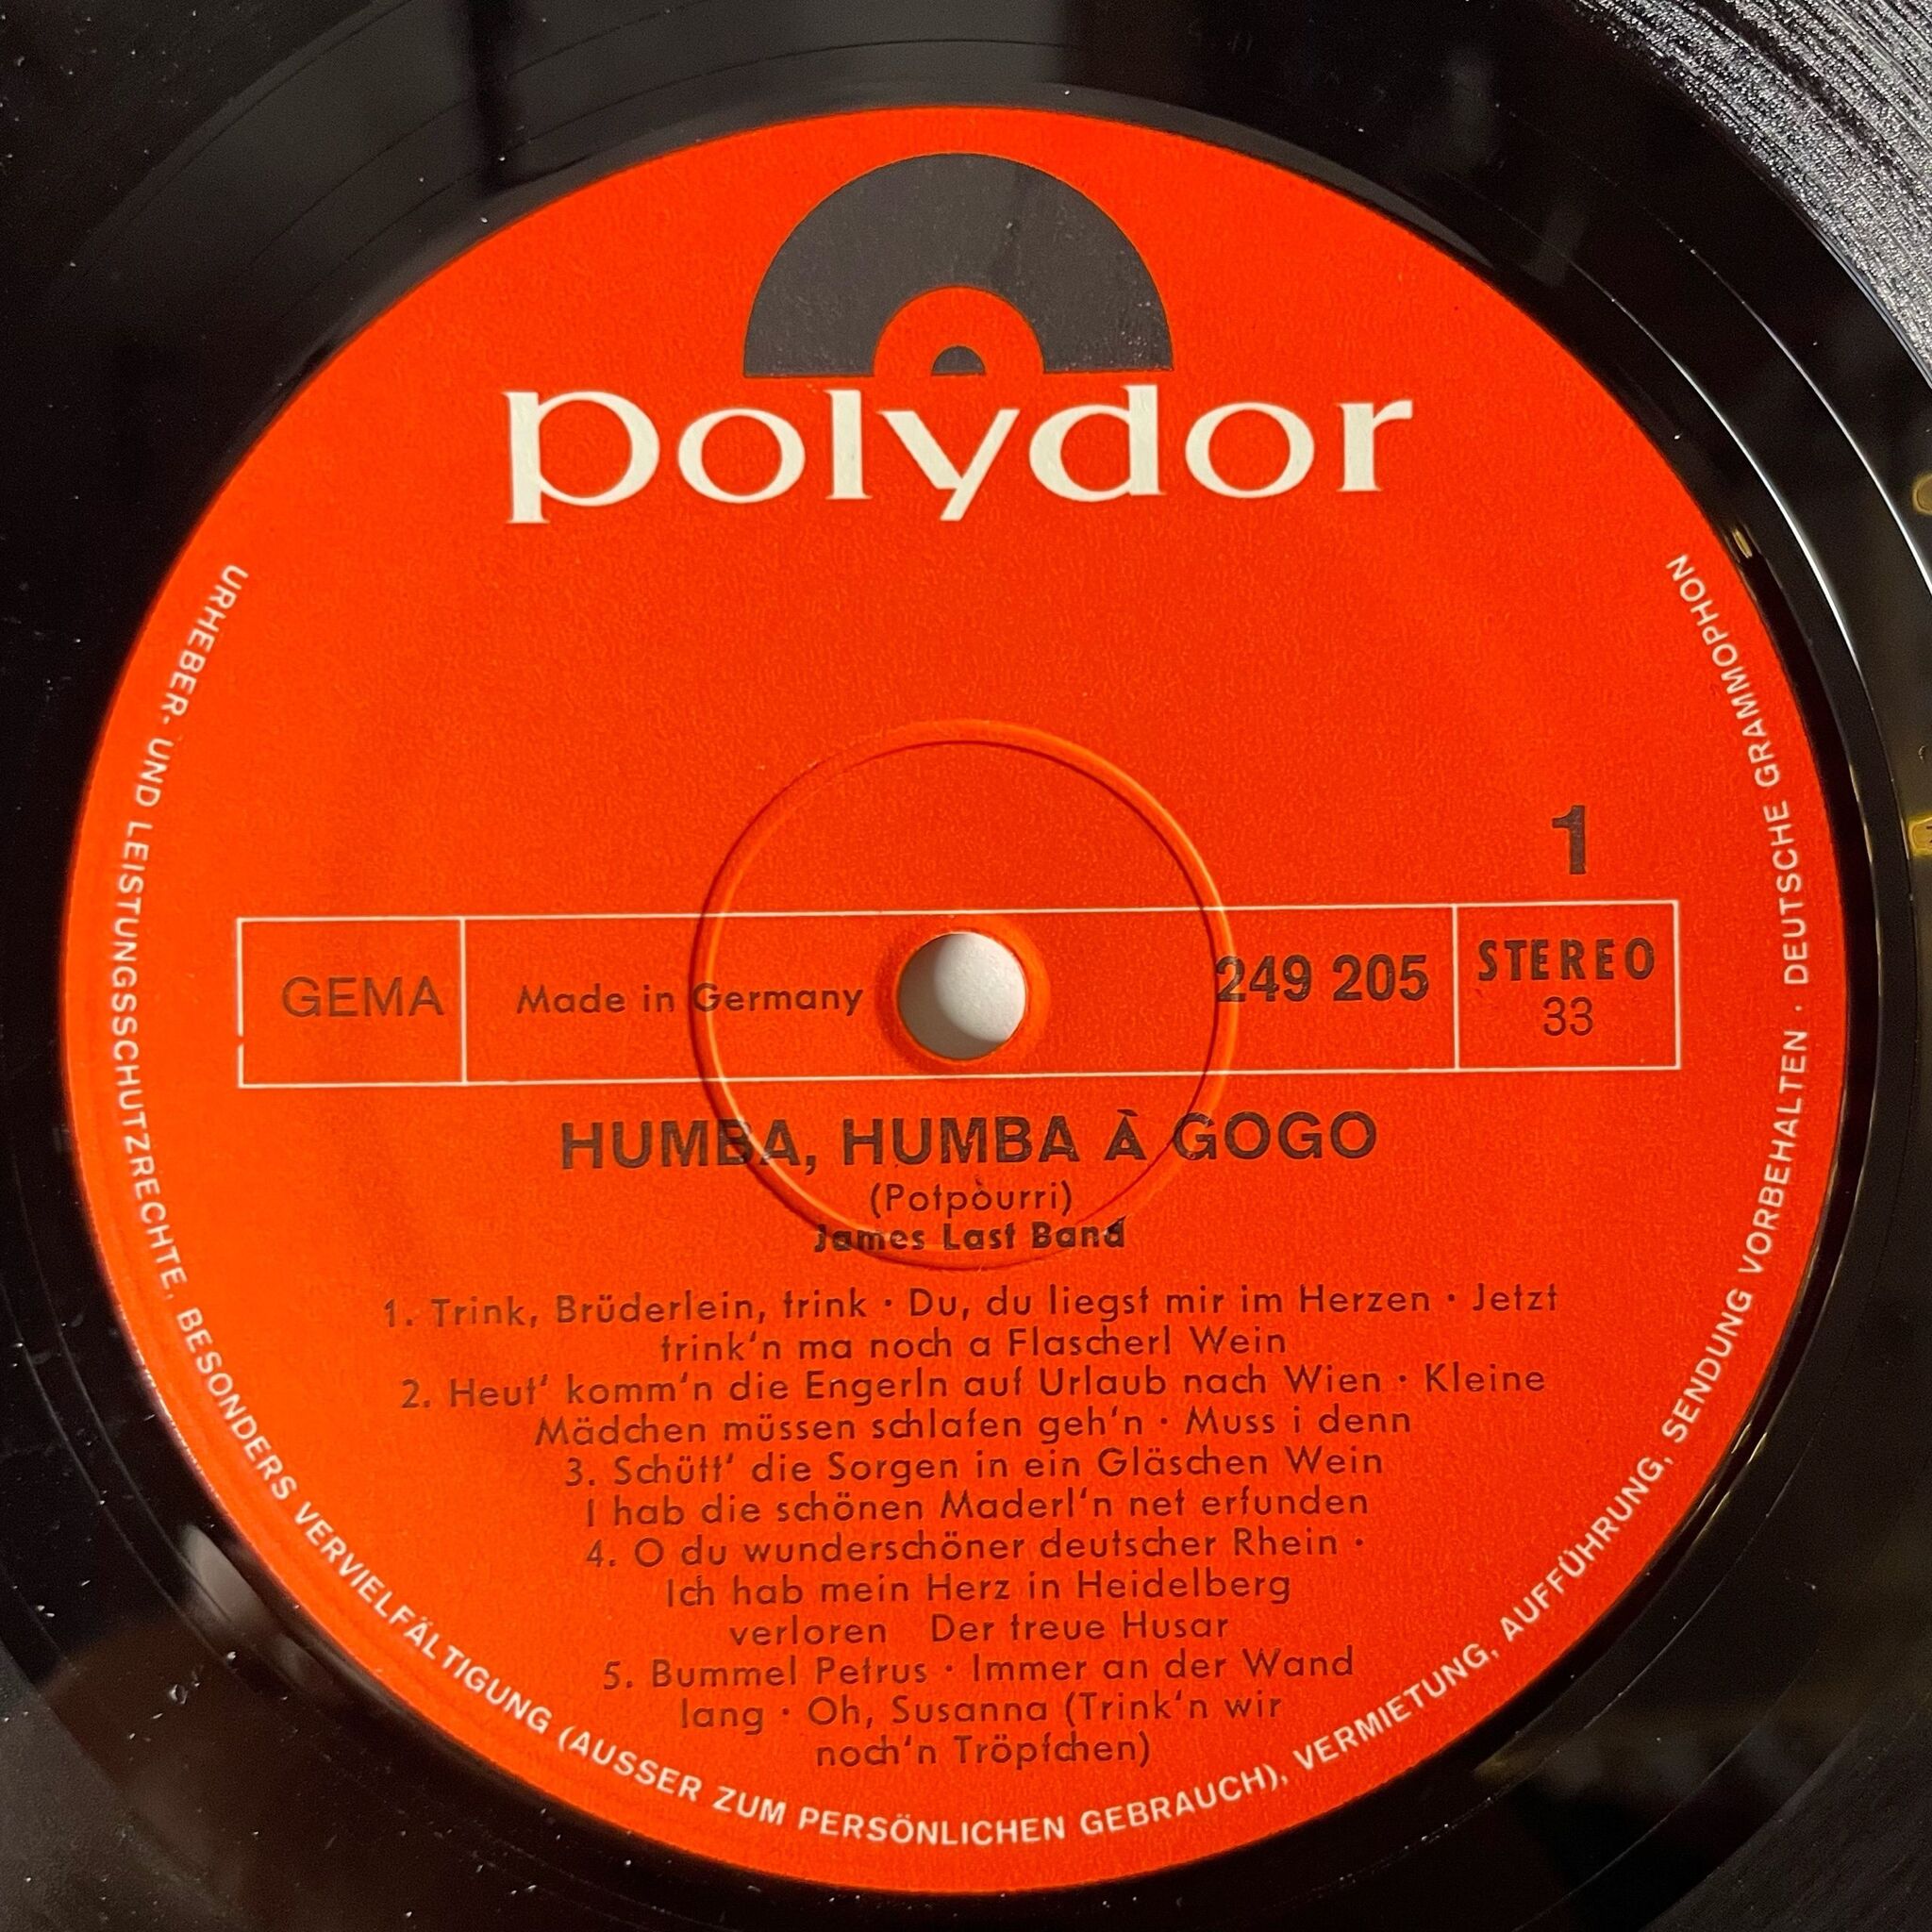 polydor
1
GEMA
Made in Germany
249 205
STEREO
33
HUMBA, HUMBA À GOGO
(Potpourri)
James Last Band
1. Trink, Brüderlein, trink · Du, du liegst mir im Herzen · Jetzt
trink'n ma noch a Flascherl Wein
2. Heut' komm'n die Engerln auf Urlaub nach Wien · Kleine
Mädchen müssen schlafen geh'n · Muss i denn
3. Schütt' die Sorgen in ein Gläschen Wein
I hab die schönen Maderl'n net erfunden
4. O du wunderschöner deutscher Rhein ·
Ich hab mein Herz in Heidelberg
verloren Der treue Husar
5. Bummel Petrus · Immer an der Wand
lang · Oh, Susanna (Trink'n wir
noch'n Tröpfchen)
URHEBER- UND LEISTUNGSSCHUTZRECHTE, BESONDERS VERVIELFÄLTIGUNG (AUSSER ZUM PERSÖNLICHEN GEBRAUCH), VERMIETUNG, AUFFÜHRUNG, SENDUNG VORBEHALTEN · DEUTSCHE GRAMMOPHON